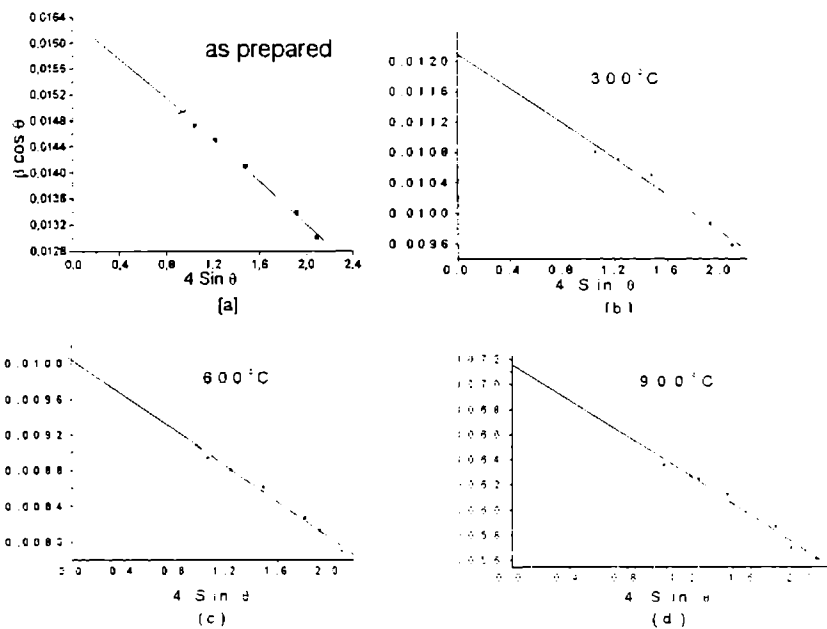 0.0164
0.0160
0.0156
0.0152
0.0148
0.0144
0.0140
0.0136
0.0128
β cos θ
as prepared
0.0 0.4 0.8 1.2 1.6 2.0 2.4
4 Sin θ
[a]
0.0120
0.0116
0.0112
0.0108
0.0104
0.0100
0.0096
300°C
0.0 0.4 0.8 1.2 1.6 2.0
4 Sin θ
[b]
0.0100
0.0096
0.0092
0.0088
0.0084
0.0080
600°C
0.4 0.8 1.2 1.6 2.0
4 Sin θ
(c)
900°C
0.0 0.4 0.8 1.2 1.6
4 Sin θ
(d)